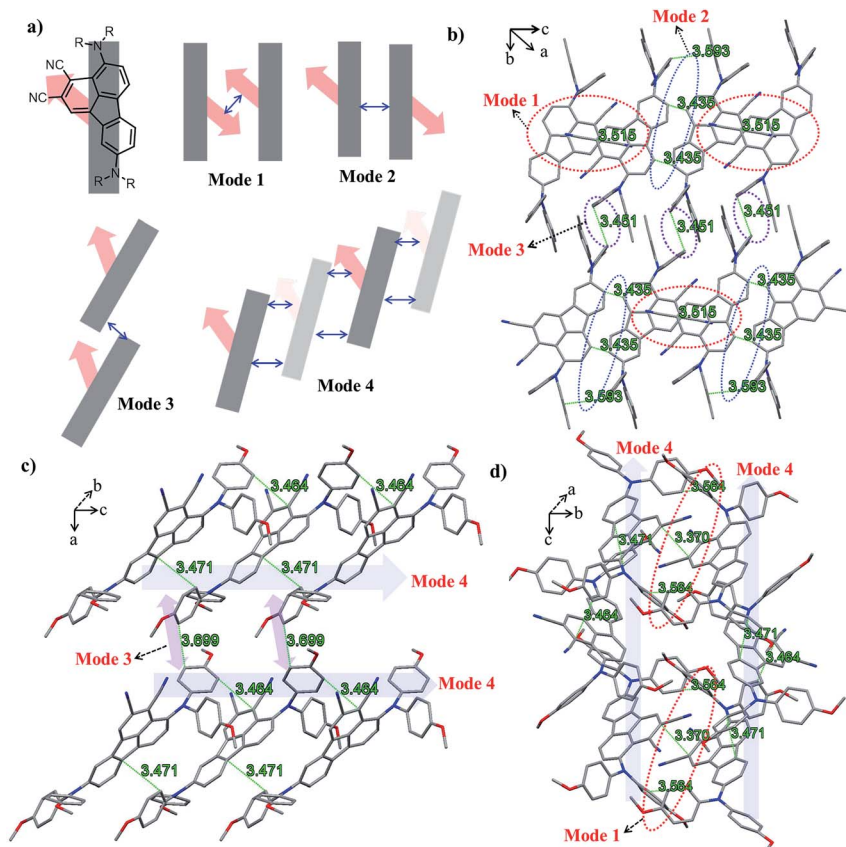 a)
R
N
R
NC
NC
R
N
R
Mode 1
Mode 2
Mode 3
Mode 4
b)
c
b
a
Mode 2
3.593
Mode 1
3.435
3.515
3.515
3.435
3.451
3.451
3.451
Mode 3
3.435
3.435
3.515
3.435
3.435
3.593
3.593
c)
b
c
a
3.464
3.464
3.471
3.471
Mode 4
Mode 3
3.699
3.699
Mode 4
3.464
3.464
3.471
3.471
d)
a
b
c
Mode 4
Mode 4
3.564
3.471
3.370
3.564
3.464
3.471
3.464
3.564
3.370
3.471
3.564
Mode 1